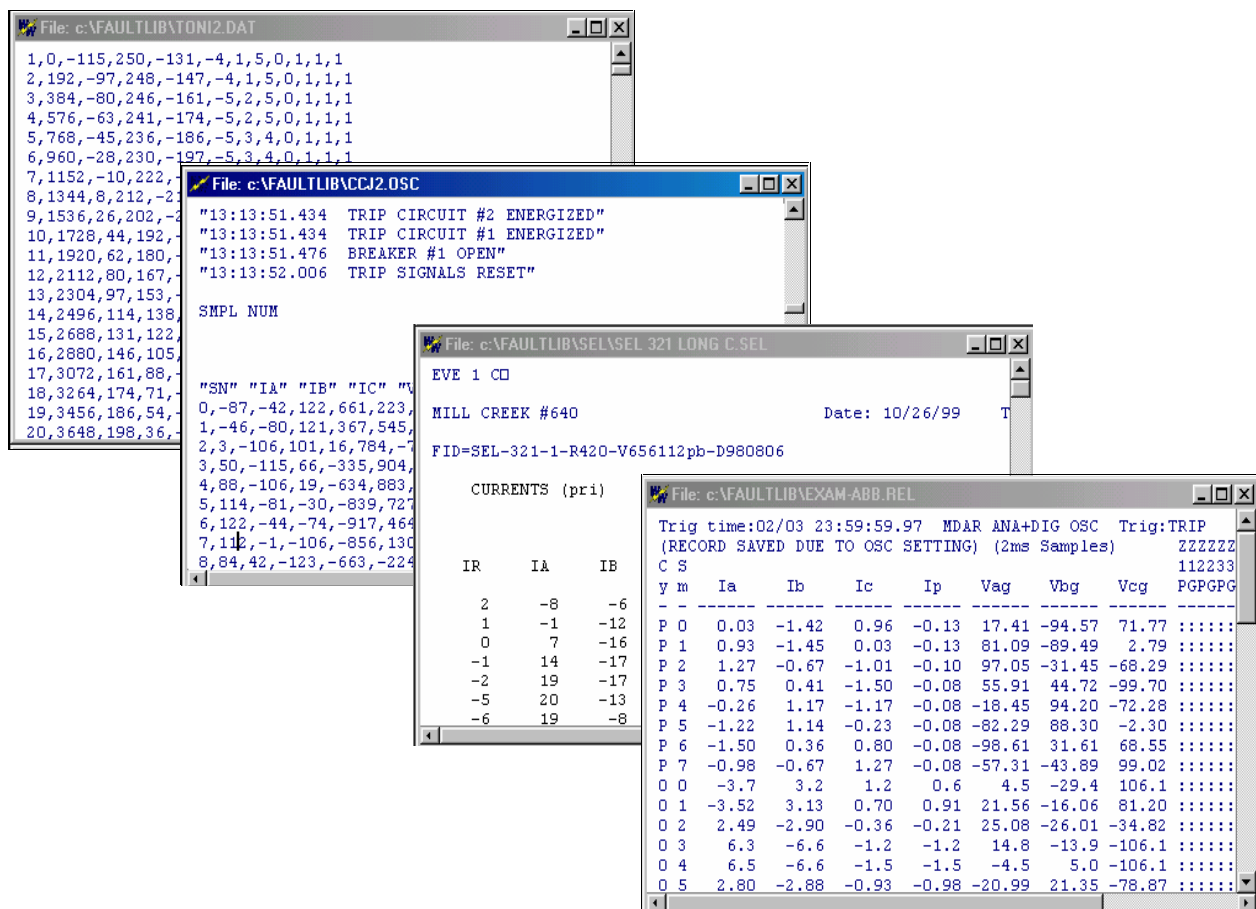 File: c:\FAULTLIB\TONI2.DAT
1,0,-115,250,-131,-4,1,5,0,1,1,1
2,192,-97,248,-147,-4,1,5,0,1,1,1
3,384,-80,246,-161,-5,2,5,0,1,1,1
4,576,-63,241,-174,-5,2,5,0,1,1,1
5,768,-45,236,-186,-5,3,4,0,1,1,1
6,960,-28,230,-197,-5,3,4,0,1,1,1
7,1152,-10,222,-
8,1344,8,212,-21
9,1536,26,202,-2
10,1728,44,192,-
11,1920,62,180,-
12,2112,80,167,-
13,2304,97,153,-
14,2496,114,138,
15,2688,131,122,
16,2880,146,105,
17,3072,161,88,-
18,3264,174,71,-
19,3456,186,54,-
20,3648,198,36,-
File: c:\FAULTLIB\CCJ2.OSC
"13:13:51.434 TRIP CIRCUIT #2 ENERGIZED"
"13:13:51.434 TRIP CIRCUIT #1 ENERGIZED"
"13:13:51.476 BREAKER #1 OPEN"
"13:13:52.006 TRIP SIGNALS RESET"
SMPL NUM
"SN" "IA" "IB" "IC" "V
0,-87,-42,122,661,223,
1,-46,-80,121,367,545,
2,3,-106,101,16,784,-7
3,50,-115,66,-335,904,
4,88,-106,19,-634,883,
5,114,-81,-30,-839,727
6,122,-44,-74,-917,464
7,112,-1,-106,-856,130
8,84,42,-123,-663,-224
File: c:\FAULTLIB\SEL\SEL 321 LONG C.SEL
EVE 1 C
MILL CREEK #640 Date: 10/26/99 T
FID=SEL-321-1-R420-V656112pb-D980806
CURRENTS (pri)
IR IA IB
2 -8 -6
1 -1 -12
0 7 -16
-1 14 -17
-2 19 -17
-5 20 -13
-6 19 -8
File: c:\FAULTLIB\EXAM-ABB.REL
Trig time:02/03 23:59:59.97 MDAR ANA+DIG OSC Trig:TRIP
(RECORD SAVED DUE TO OSC SETTING) (2ms Samples) ZZZZZZ
C S 112233
y m Ia Ib Ic Ip Vag Vbg Vcg PGPGPG
- - ------ ------ ------ ------ ------ ------ ------ ------
P 0 0.03 -1.42 0.96 -0.13 17.41 -94.57 71.77 ::::::
P 1 0.93 -1.45 0.03 -0.13 81.09 -89.49 2.79 ::::::
P 2 1.27 -0.67 -1.01 -0.10 97.05 -31.45 -68.29 ::::::
P 3 0.75 0.41 -1.50 -0.08 55.91 44.72 -99.70 ::::::
P 4 -0.26 1.17 -1.17 -0.08 -18.45 94.20 -72.28 ::::::
P 5 -1.22 1.14 -0.23 -0.08 -82.29 88.30 -2.30 ::::::
P 6 -1.50 0.36 0.80 -0.08 -98.61 31.61 68.55 ::::::
P 7 -0.98 -0.67 1.27 -0.08 -57.31 -43.89 99.02 ::::::
0 0 -3.7 3.2 1.2 0.6 4.5 -29.4 106.1 ::::::
0 1 -3.52 3.13 0.70 0.91 21.56 -16.06 81.20 ::::::
0 2 2.49 -2.90 -0.36 -0.21 25.08 -26.01 -34.82 ::::::
0 3 6.3 -6.6 -1.2 -1.2 14.8 -13.9 -106.1 ::::::
0 4 6.5 -6.6 -1.5 -1.5 -4.5 5.0 -106.1 ::::::
0 5 2.80 -2.88 -0.93 -0.98 -20.99 21.35 -78.87 ::::::